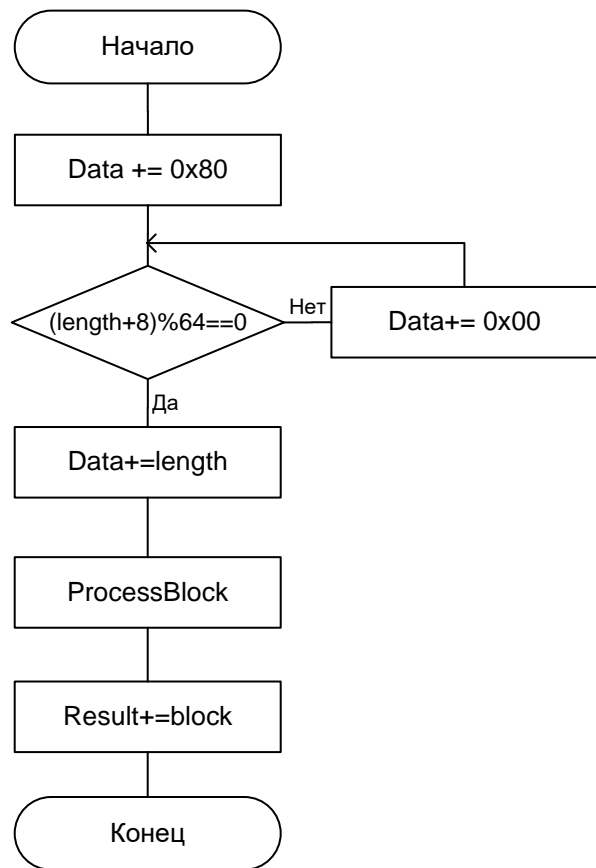 Начало
Data += 0x80
(length+8)%64==0
Нет
Data+= 0x00
Да
Data+=length
ProcessBlock
Result+=block
Конец